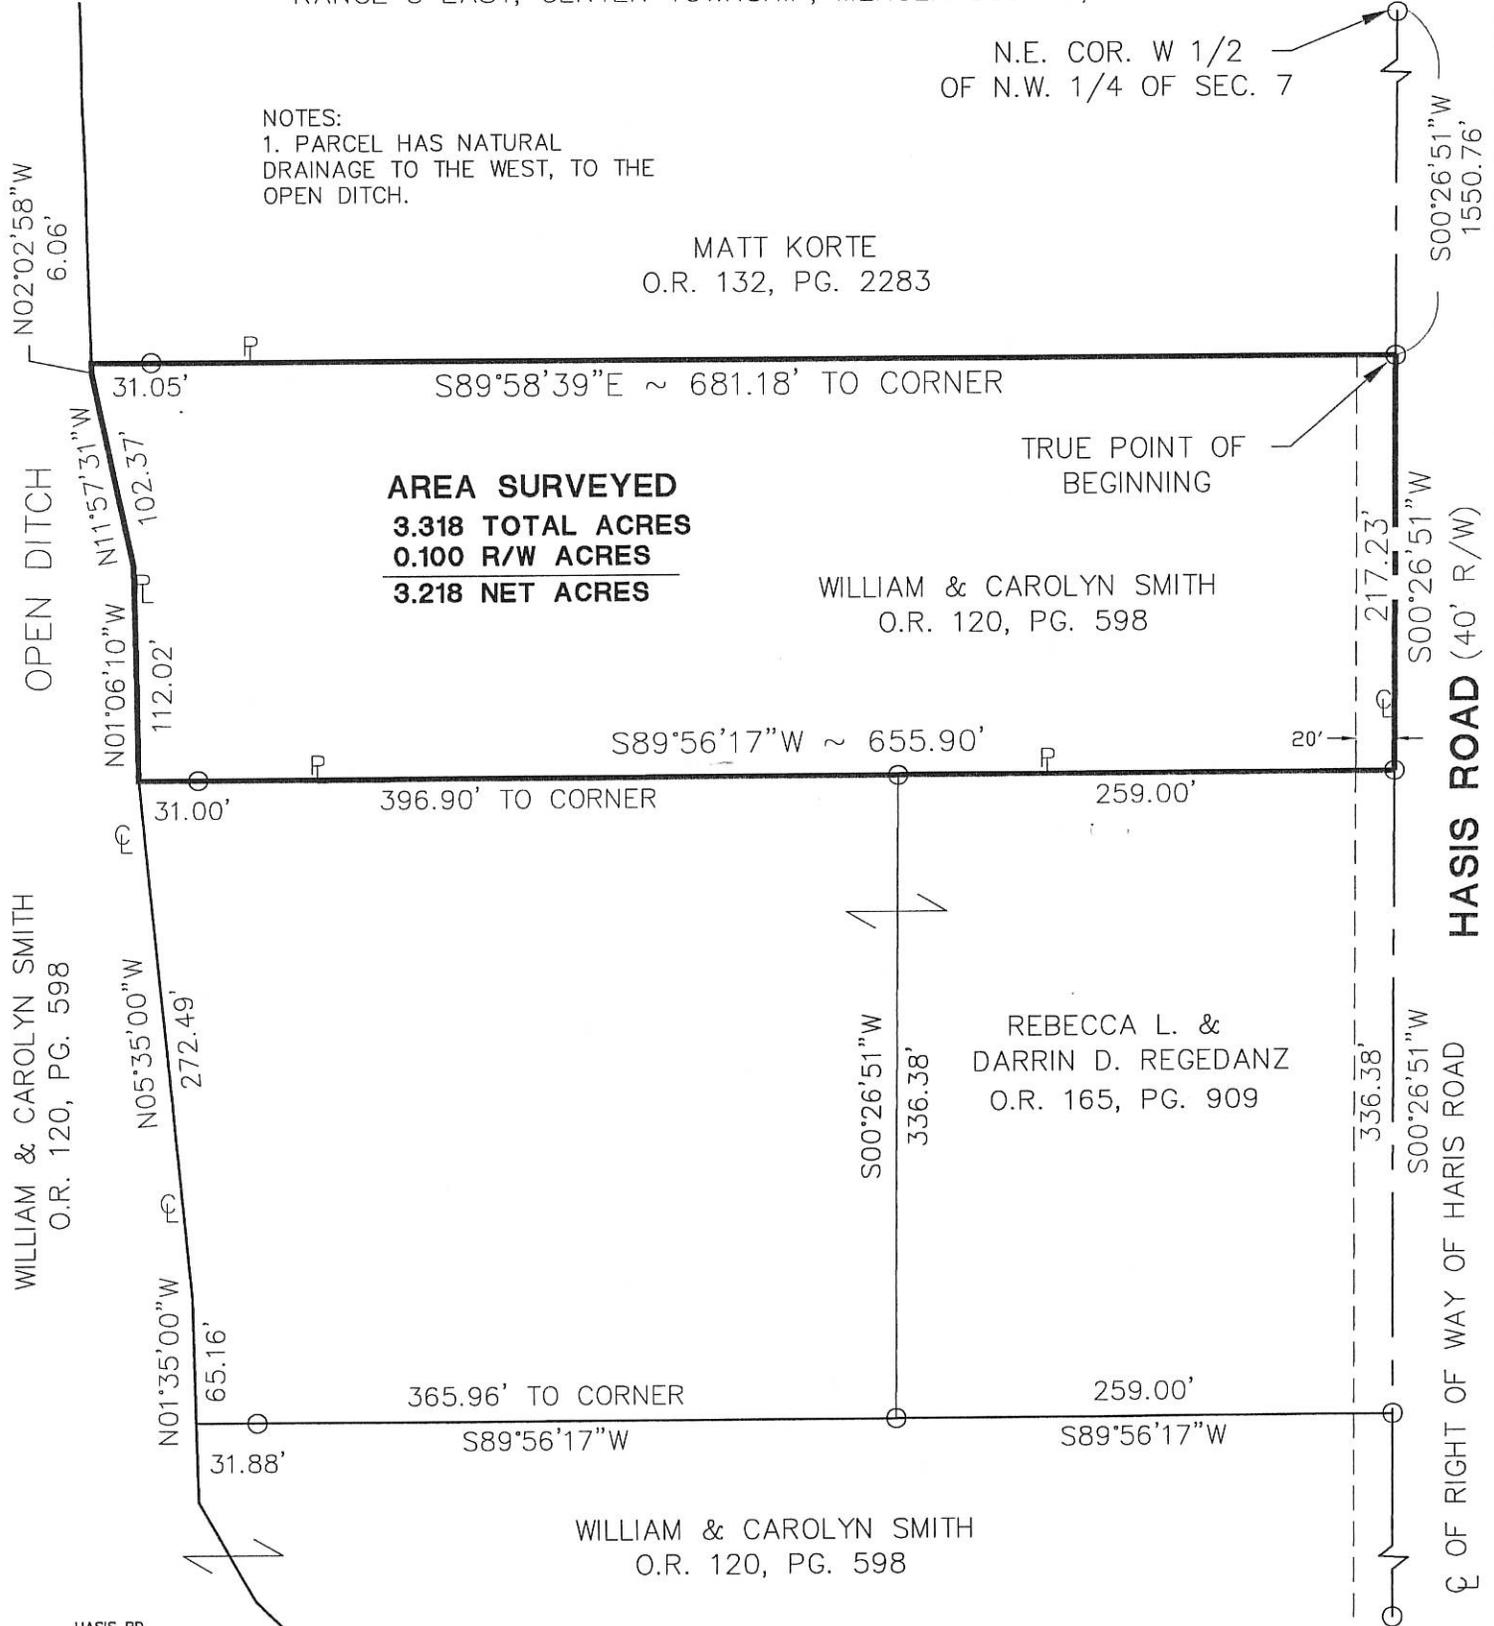 N.E. COR. W 1/2
OF N.W. 1/4 OF SEC. 7
S00°26'51"W
1550.76'
NOTES:
1. PARCEL HAS NATURAL
DRAINAGE TO THE WEST, TO THE
OPEN DITCH.
N02°02'58"W
6.06'
MATT KORTE
O.R. 132, PG. 2283
31.05'
S89°58'39"E ~ 681.18' TO CORNER
TRUE POINT OF
BEGINNING
OPEN DITCH
N11°57'31"W
102.37'
AREA SURVEYED
3.318 TOTAL ACRES
0.100 R/W ACRES
3.218 NET ACRES
WILLIAM & CAROLYN SMITH
O.R. 120, PG. 598
217.23'
S00°26'51"W
HASIS ROAD (40' R/W)
N01°06'10"W
112.02'
S89°56'17"W ~ 655.90'
20'
31.00'
396.90' TO CORNER
259.00'
WILLIAM & CAROLYN SMITH
O.R. 120, PG. 598
N05°35'00"W
272.49'
S00°26'51"W
336.38'
REBECCA L. &
DARRIN D. REGEDANZ
O.R. 165, PG. 909
336.38'
S00°26'51"W
℄ OF RIGHT OF WAY OF HARIS ROAD
N01°35'00"W
65.16'
365.96' TO CORNER
259.00'
S89°56'17"W
S89°56'17"W
31.88'
WILLIAM & CAROLYN SMITH
O.R. 120, PG. 598